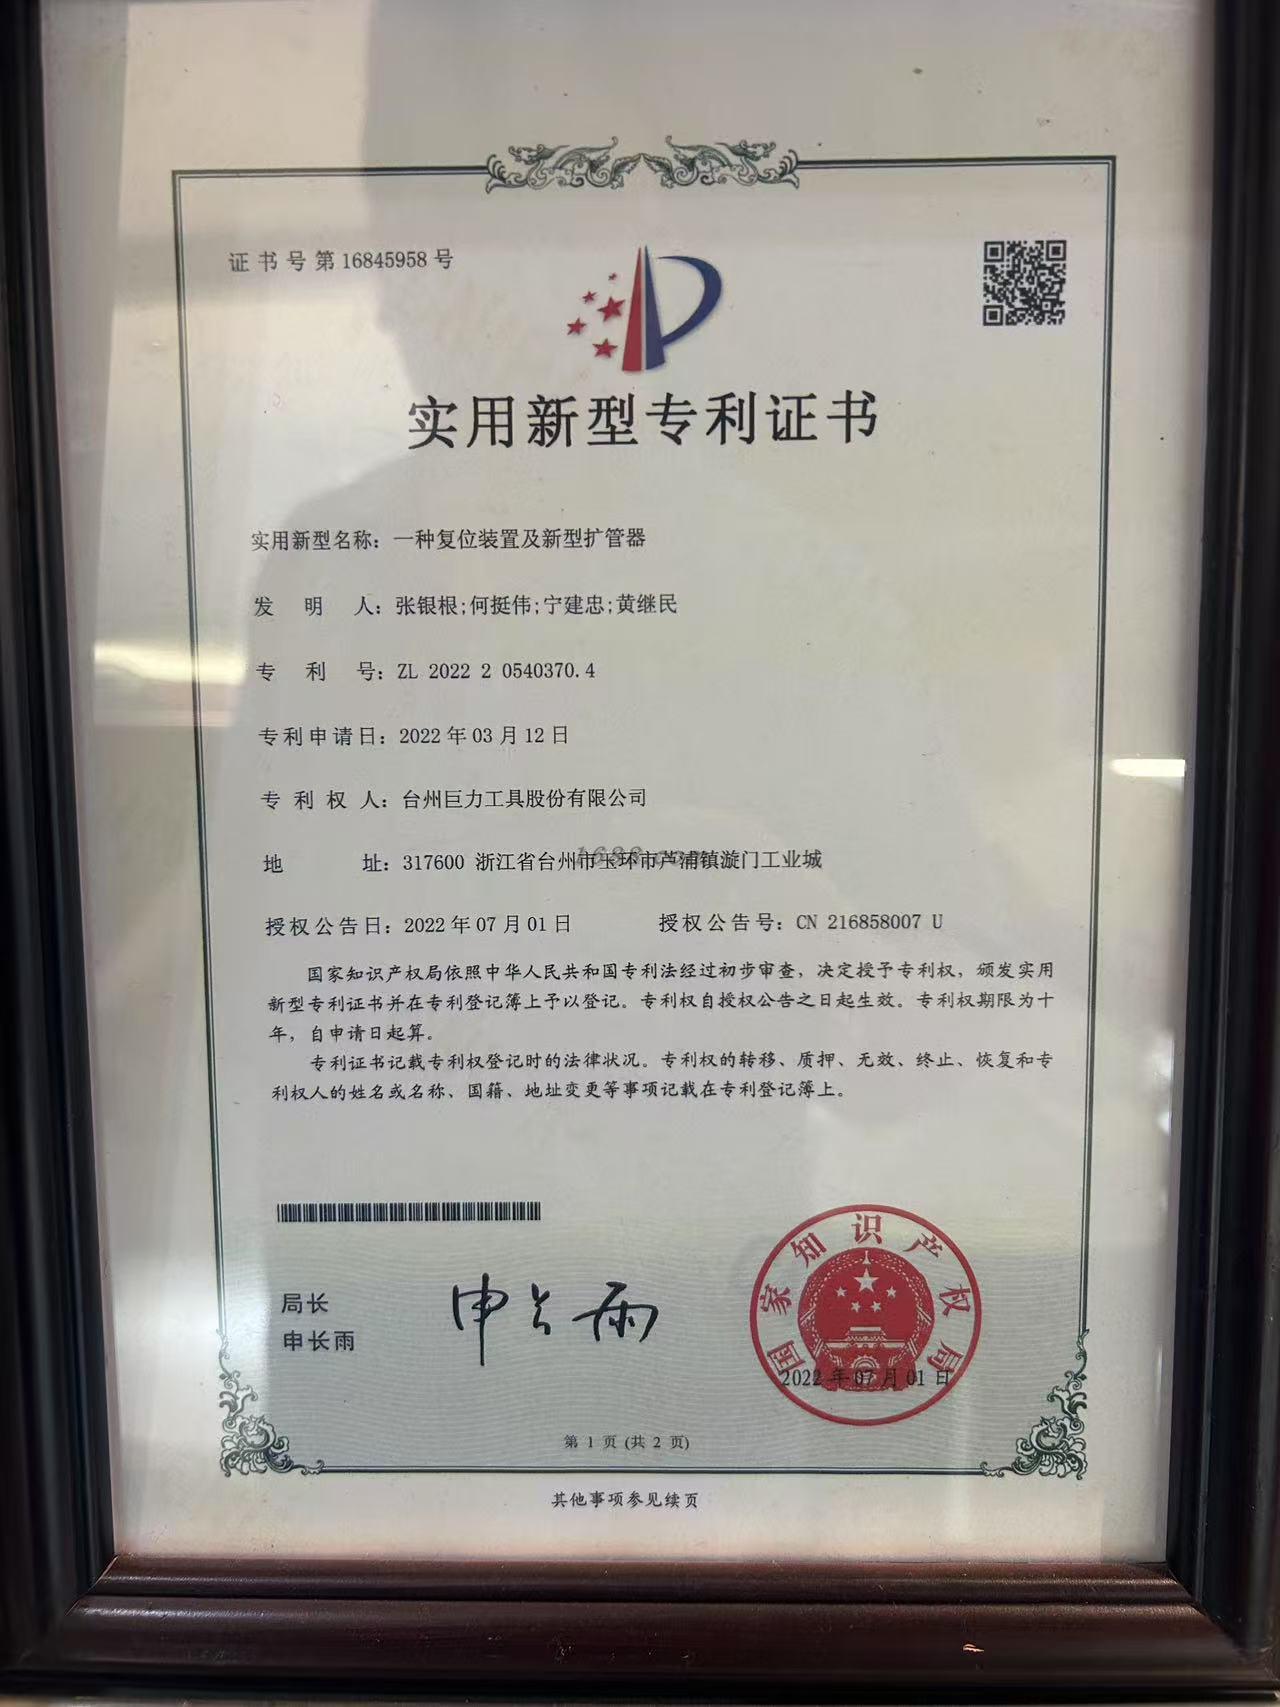 证书号第16845958号
实用新型专利证书
实用新型名称：一种复位装置及新型扩管器
发明人：张银根;何挺伟;宁建忠;黄继民
专利号：ZL 2022 2 0540370.4
专利申请日：2022年03月12日
专利权人：台州巨力工具股份有限公司
地址：317600 浙江省台州市玉环市芦浦镇漩门工业城
授权公告日：2022年07月01日 授权公告号：CN 216858007 U
国家知识产权局依照中华人民共和国专利法经过初步审查，决定授予专利权，颁发实用
新型专利证书并在专利登记簿上予以登记。专利权自授权公告之日起生效。专利权期限为十
年，自申请日起算。
专利证书记载专利权登记时的法律状况。专利权的转移、质押、无效、终止、恢复和专
利权人的姓名或名称、国籍、地址变更等事项记载在专利登记簿上。
局长
申长雨
申长雨
国家知识产权局
2022年07月01日
第 1 页 (共 2 页)
其他事项参见续页